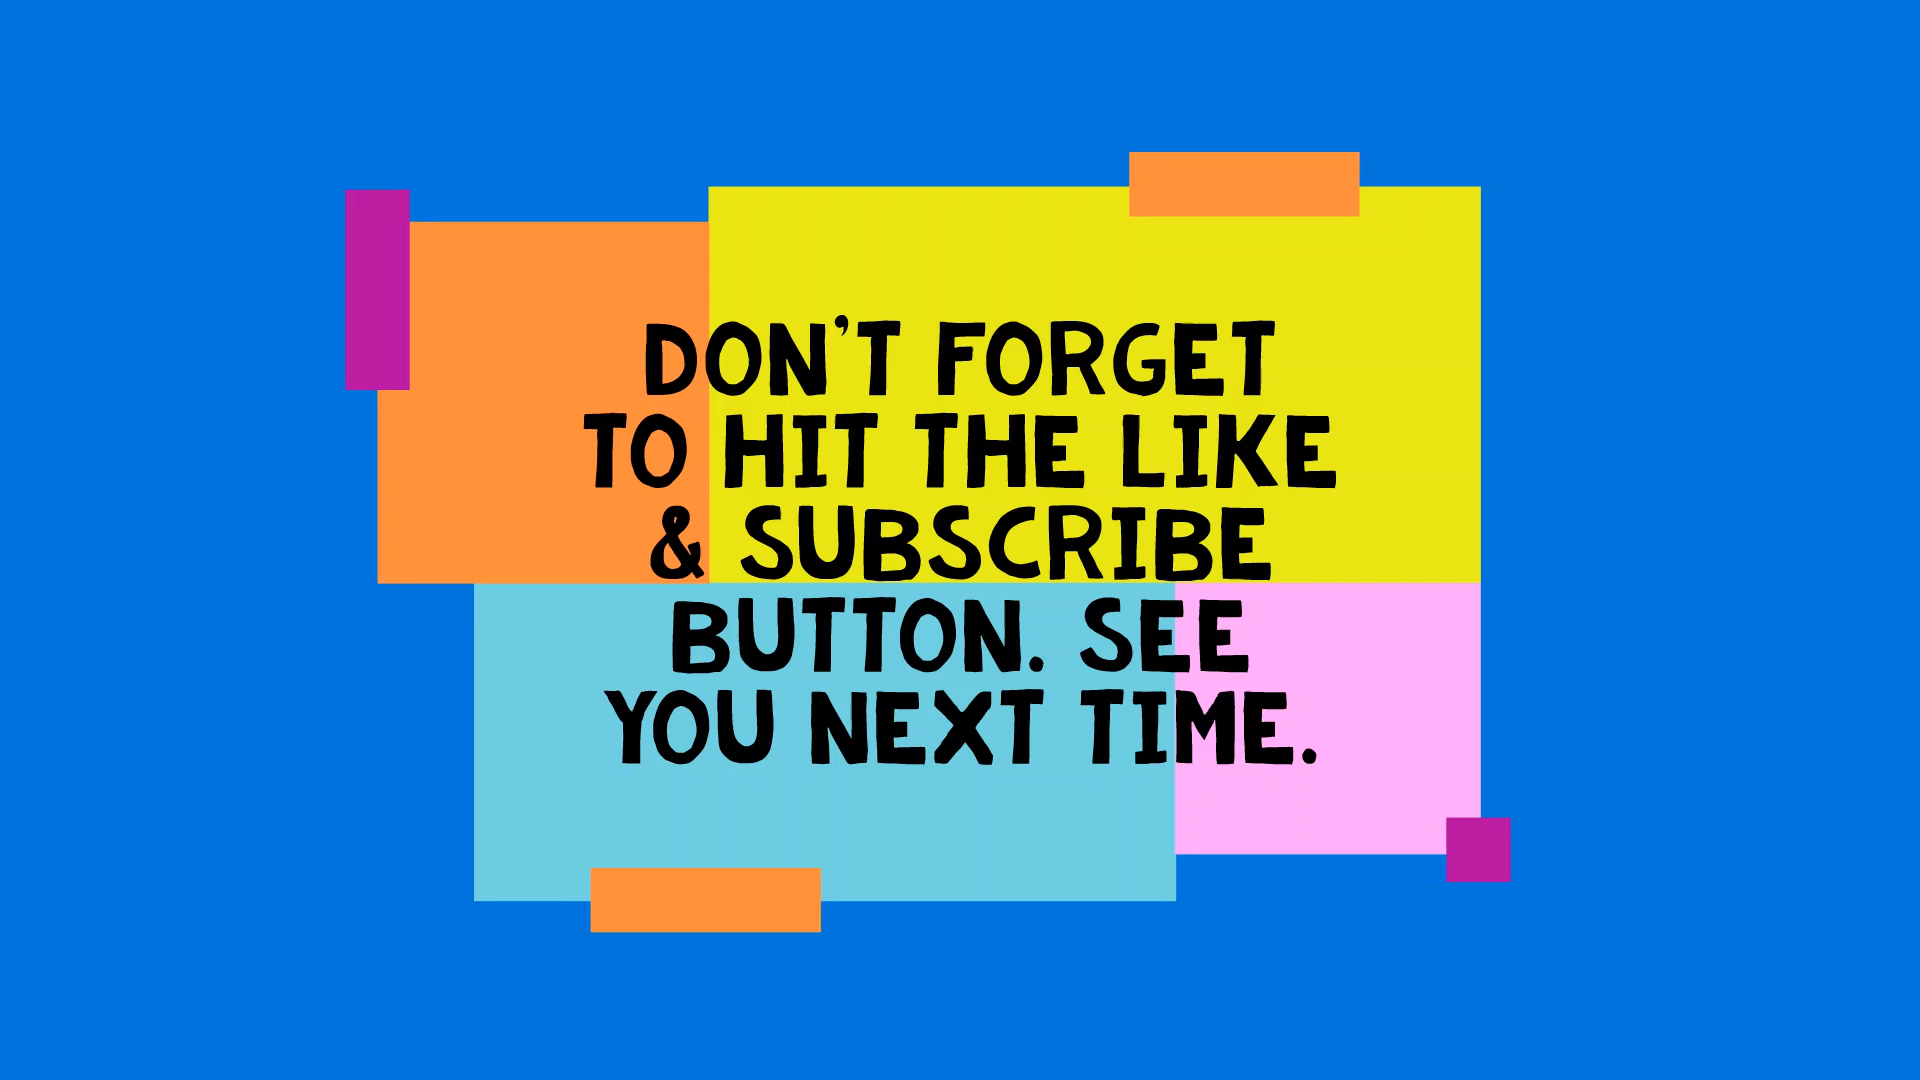 DON'T FORGET
TO HIT THE LIKE
& SUBSCRIBE
BUTTON. SEE
YOU NEXT TIME.